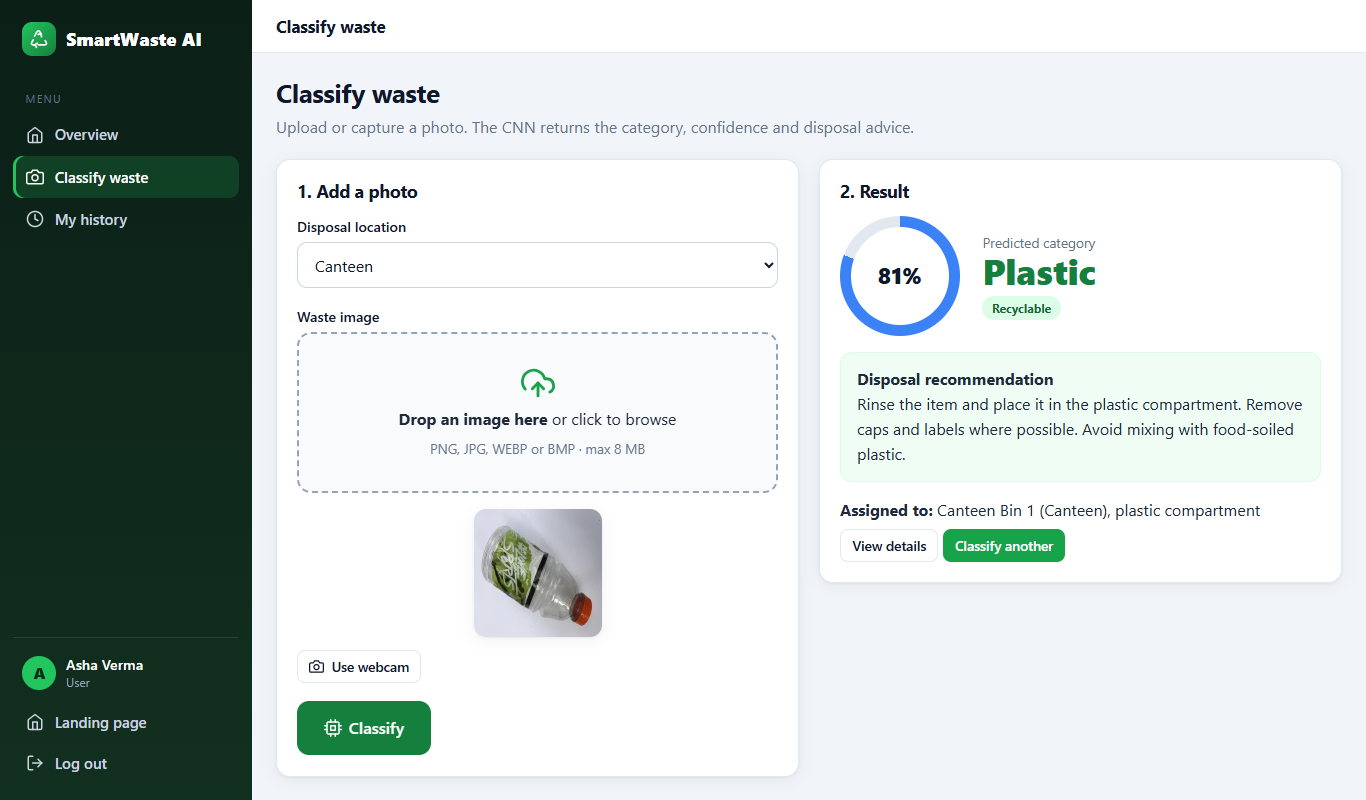 SmartWaste AI
MENU
Overview
Classify waste
My history
Asha Verma
A
User
Landing page
Log out
Classify waste
Classify waste
Upload or capture a photo. The CNN returns the category, confidence and disposal advice.
1. Add a photo
Disposal location
Canteen
Waste image
Drop an image here or click to browse
PNG, JPG, WEBP or BMP · max 8 MB
Use webcam
Classify
2. Result
81%
Predicted category
Plastic
Recyclable
Disposal recommendation
Rinse the item and place it in the plastic compartment. Remove
caps and labels where possible. Avoid mixing with food-soiled
plastic.
Assigned to: Canteen Bin 1 (Canteen), plastic compartment
View details
Classify another